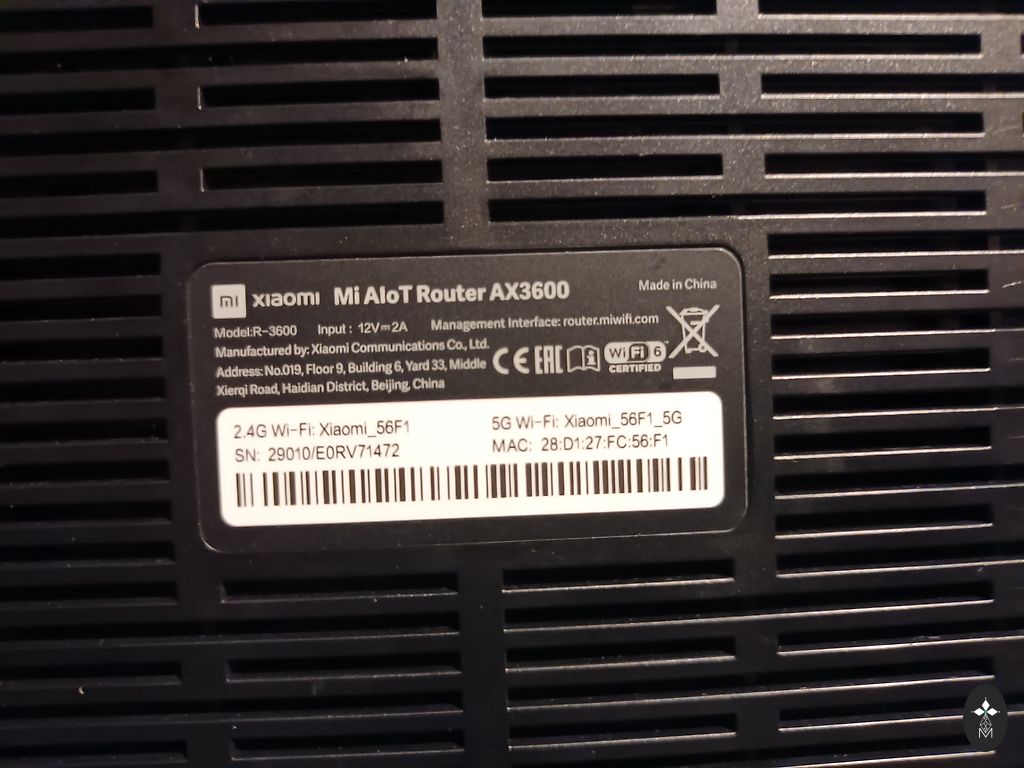 mi xiaomi Mi AIoT Router AX3600 Made in China
Model:R-3600 Input : 12V⎓2A Management Interface: router.miwifi.com
Manufactured by: Xiaomi Communications Co., Ltd.
Address: No.019, Floor 9, Building 6, Yard 33, Middle
Xierqi Road, Haidian District, Beijing, China
CE EAC Wi Fi 6
CERTIFIED
2.4G Wi-Fi: Xiaomi_56F1 5G Wi-Fi: Xiaomi_56F1_5G
SN: 29010/E0RV71472 MAC: 28:D1:27:FC:56:F1
M